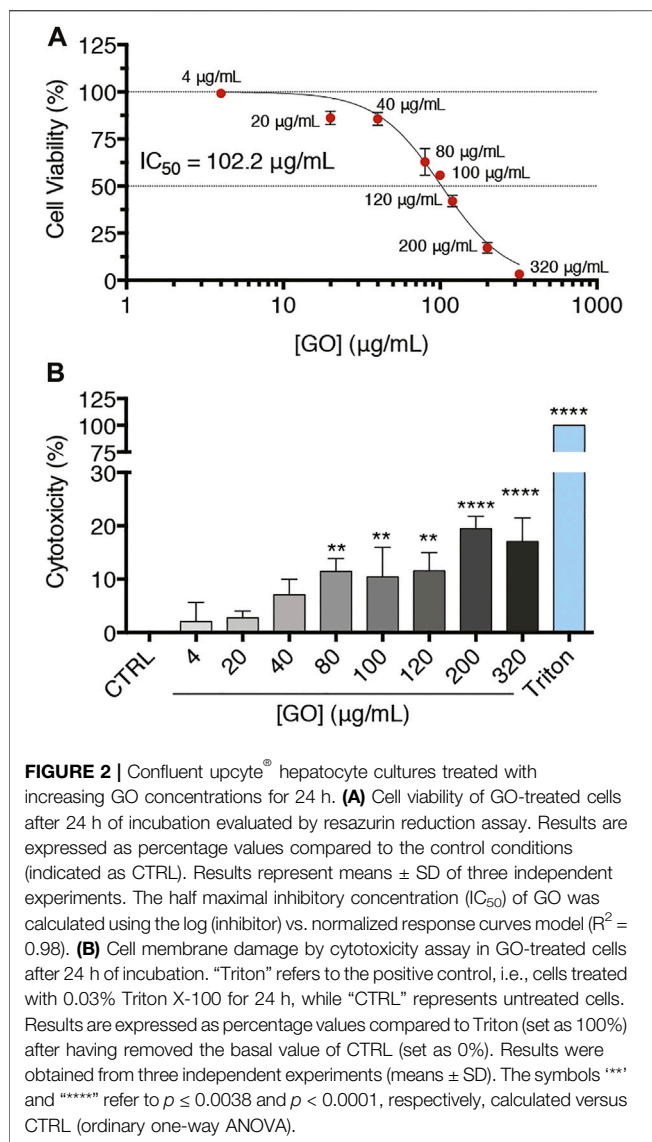 A
125
100
75
50
25
0
Cell Viability (%)
4 µg/mL
20 µg/mL
40 µg/mL
IC50 = 102.2 µg/mL
80 µg/mL
100 µg/mL
120 µg/mL
200 µg/mL
320 µg/mL
1 10 100 1000
[GO] (µg/mL)
B
125
100
75
30
20
10
0
Cytotoxicity (%)
** ** ** **** **** ****
CTRL 4 20 40 80 100 120 200 320 Triton
[GO] (µg/mL)
FIGURE 2 | Confluent upcyte® hepatocyte cultures treated with
increasing GO concentrations for 24 h. (A) Cell viability of GO-treated cells
after 24 h of incubation evaluated by resazurin reduction assay. Results are
expressed as percentage values compared to the control conditions
(indicated as CTRL). Results represent means ± SD of three independent
experiments. The half maximal inhibitory concentration (IC50) of GO was
calculated using the log (inhibitor) vs. normalized response curves model (R2 =
0.98). (B) Cell membrane damage by cytotoxicity assay in GO-treated cells
after 24 h of incubation. “Triton” refers to the positive control, i.e., cells treated
with 0.03% Triton X-100 for 24 h, while “CTRL” represents untreated cells.
Results are expressed as percentage values compared to Triton (set as 100%)
after having removed the basal value of CTRL (set as 0%). Results were
obtained from three independent experiments (means ± SD). The symbols ‘**’
and “****” refer to p ≤ 0.0038 and p < 0.0001, respectively, calculated versus
CTRL (ordinary one-way ANOVA).